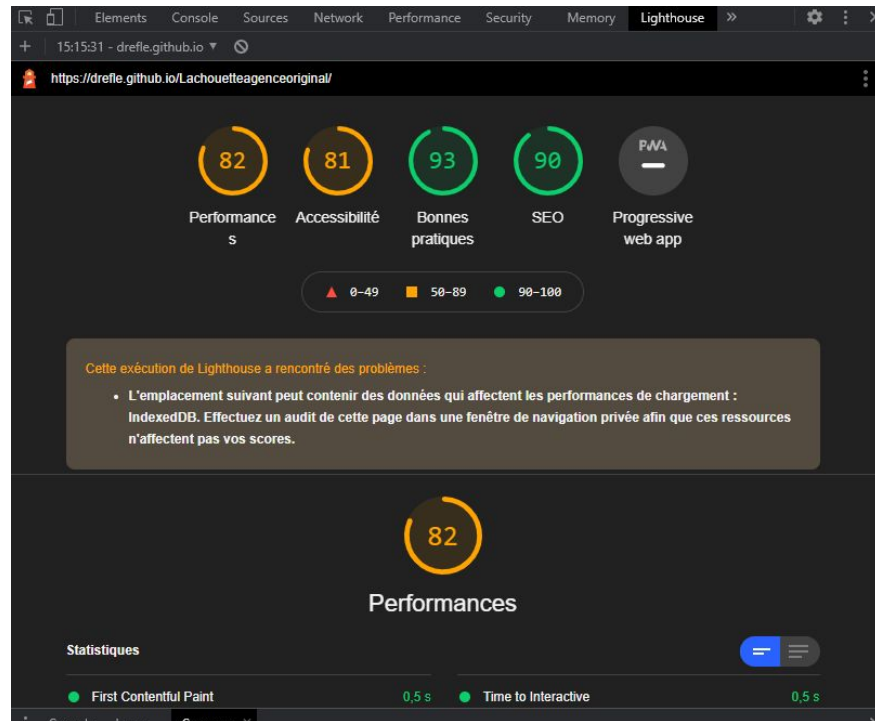 Elements Console Sources Network Performance Security Memory Lighthouse »
+ 15:15:31 - drefle.github.io ▼
https://drefle.github.io/Lachouetteagenceoriginal/
82 81 93 90 PWA
Performance Accessibilité Bonnes SEO Progressive
s pratiques web app
0–49 50–89 90–100
Cette exécution de Lighthouse a rencontré des problèmes :
• L'emplacement suivant peut contenir des données qui affectent les performances de chargement :
IndexedDB. Effectuez un audit de cette page dans une fenêtre de navigation privée afin que ces ressources
n'affectent pas vos scores.
82
Performances
Statistiques
First Contentful Paint 0,5 s Time to Interactive 0,5 s